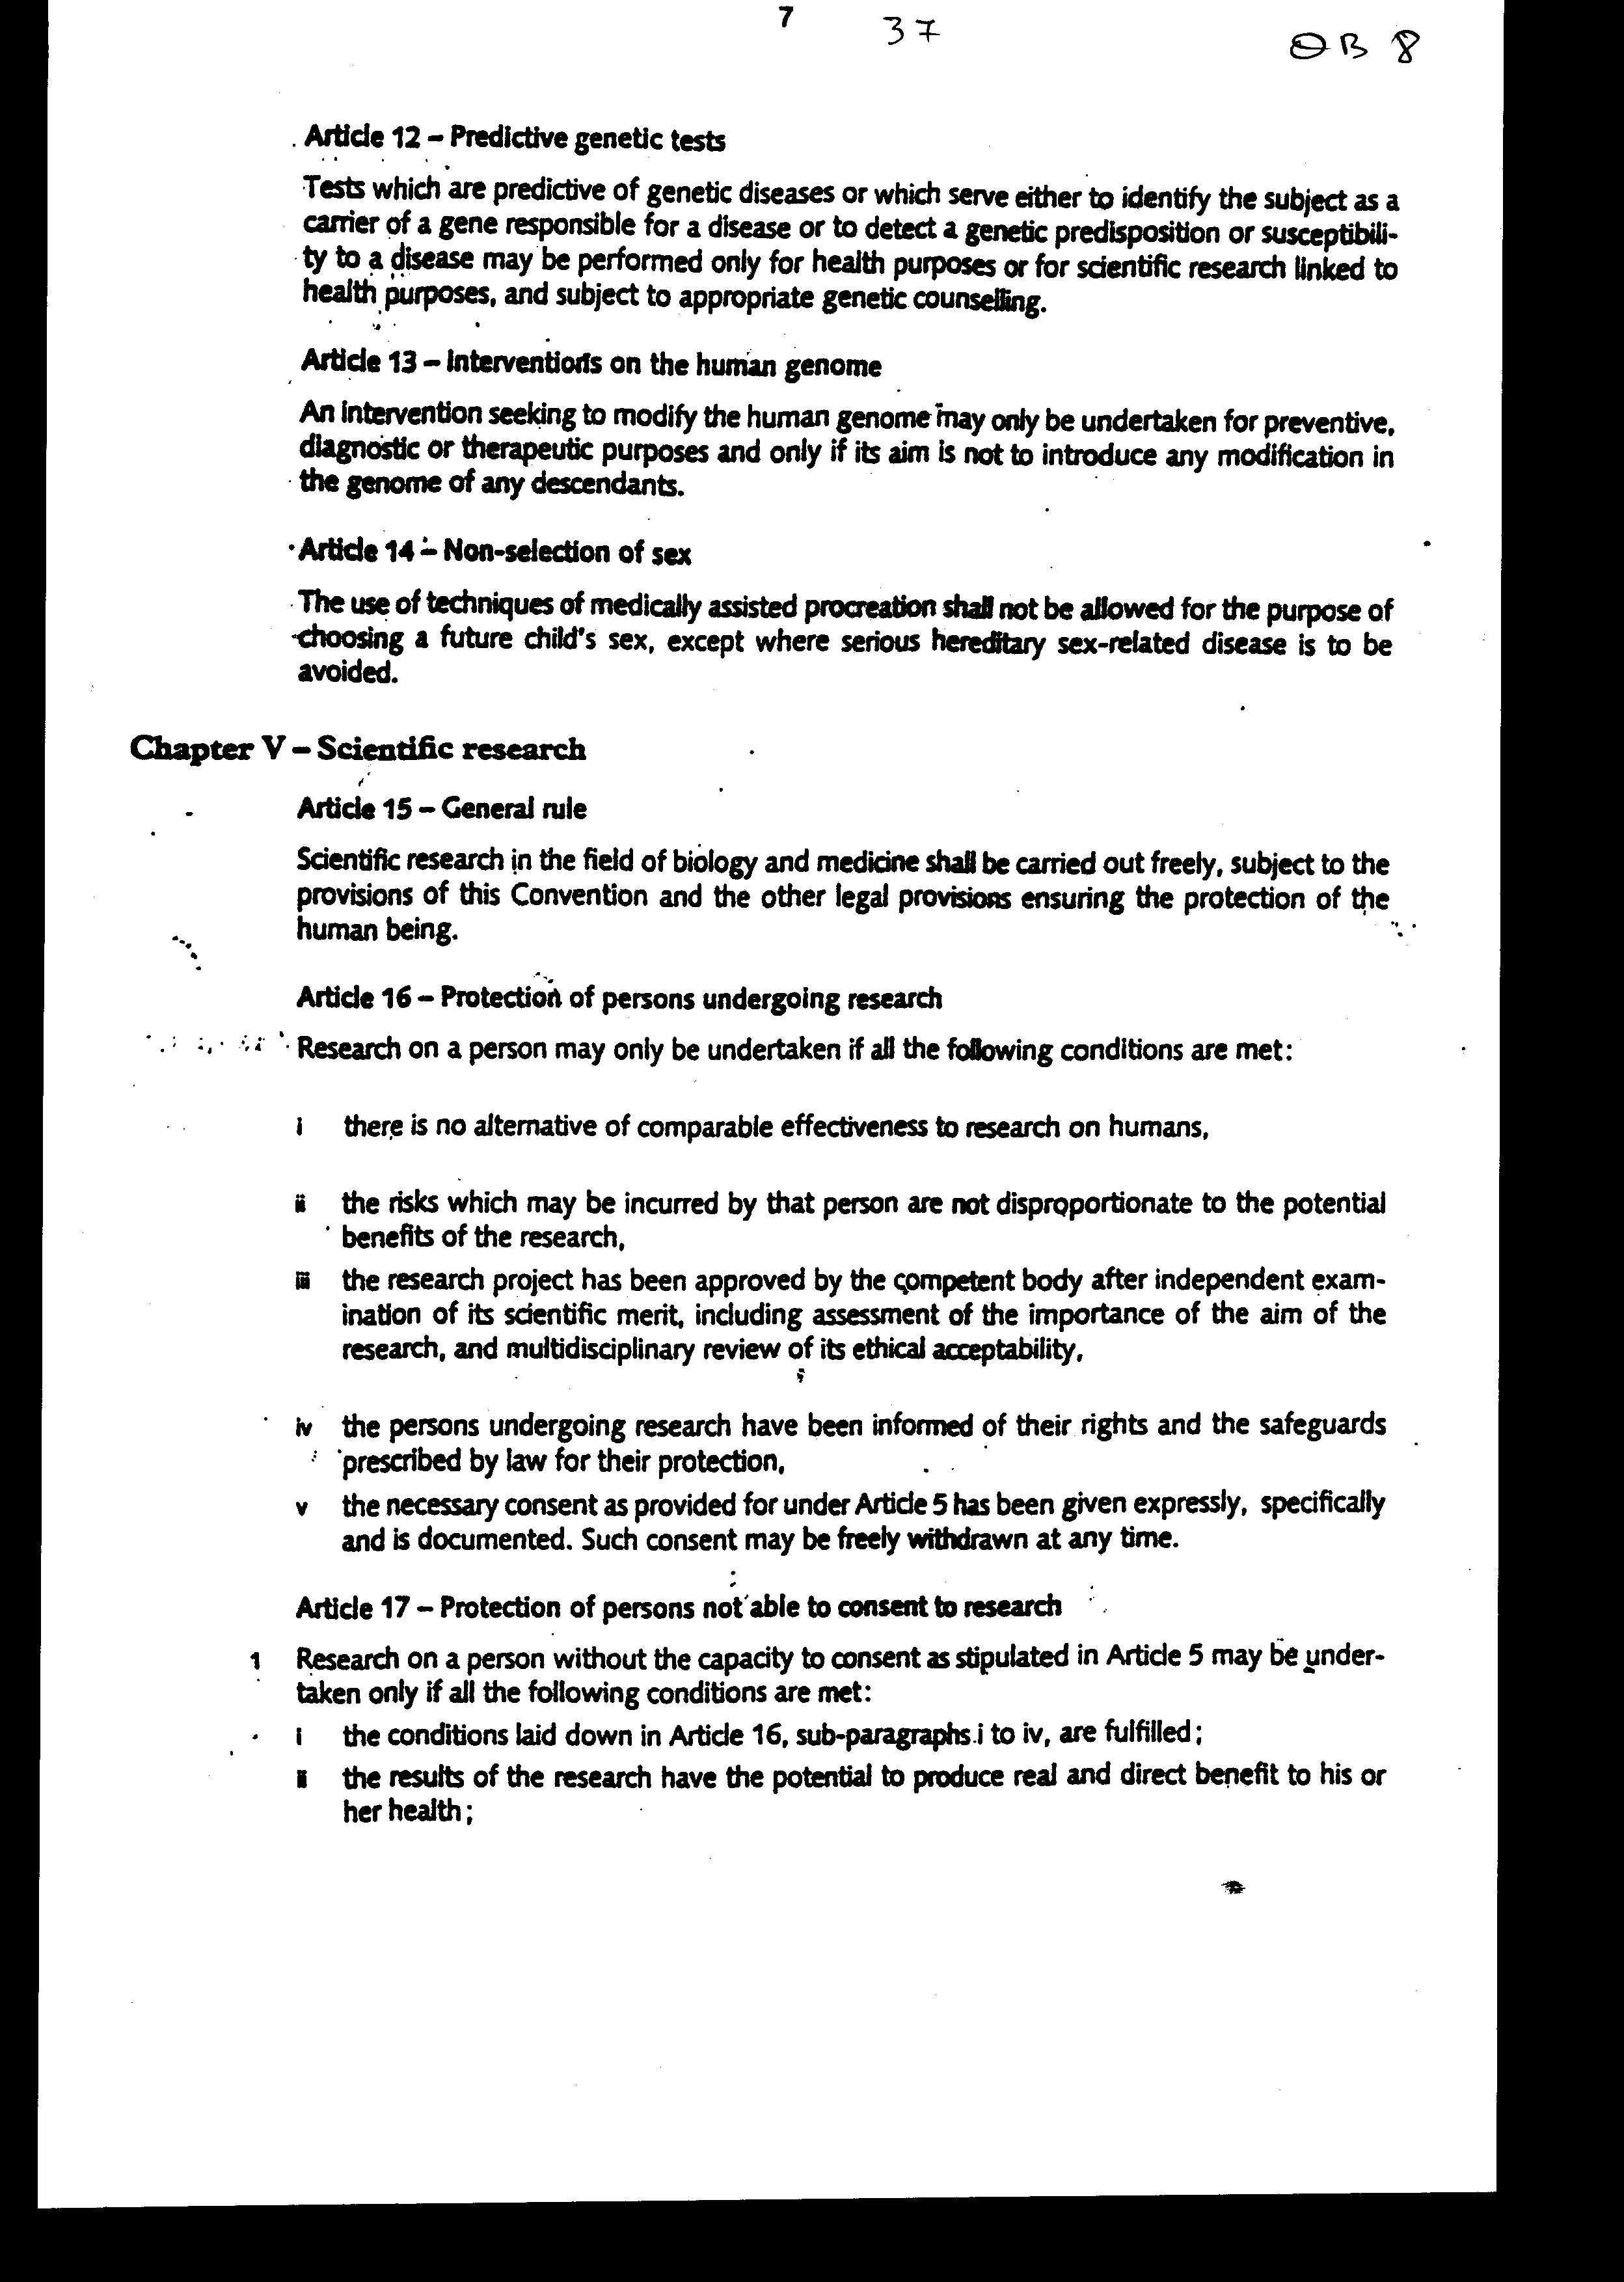 7
37
OB 8
Article 12 – Predictive genetic tests
Tests which are predictive of genetic diseases or which serve either to identify the subject as a
carrier of a gene responsible for a disease or to detect a genetic predisposition or susceptibili-
ty to a disease may be performed only for health purposes or for scientific research linked to
health purposes, and subject to appropriate genetic counselling.
Article 13 – Interventions on the human genome
An intervention seeking to modify the human genome may only be undertaken for preventive,
diagnostic or therapeutic purposes and only if its aim is not to introduce any modification in
the genome of any descendants.
Article 14 – Non-selection of sex
The use of techniques of medically assisted procreation shall not be allowed for the purpose of
choosing a future child's sex, except where serious hereditary sex-related disease is to be
avoided.
Chapter V – Scientific research
Article 15 – General rule
Scientific research in the field of biology and medicine shall be carried out freely, subject to the
provisions of this Convention and the other legal provisions ensuring the protection of the
human being.
Article 16 – Protection of persons undergoing research
Research on a person may only be undertaken if all the following conditions are met:
i there is no alternative of comparable effectiveness to research on humans,
ii the risks which may be incurred by that person are not disproportionate to the potential
benefits of the research,
iii the research project has been approved by the competent body after independent exam-
ination of its scientific merit, including assessment of the importance of the aim of the
research, and multidisciplinary review of its ethical acceptability,
iv the persons undergoing research have been informed of their rights and the safeguards
prescribed by law for their protection,
v the necessary consent as provided for under Article 5 has been given expressly, specifically
and is documented. Such consent may be freely withdrawn at any time.
Article 17 – Protection of persons not able to consent to research
1 Research on a person without the capacity to consent as stipulated in Article 5 may be under-
taken only if all the following conditions are met:
i the conditions laid down in Article 16, sub-paragraphs i to iv, are fulfilled;
ii the results of the research have the potential to produce real and direct benefit to his or
her health;